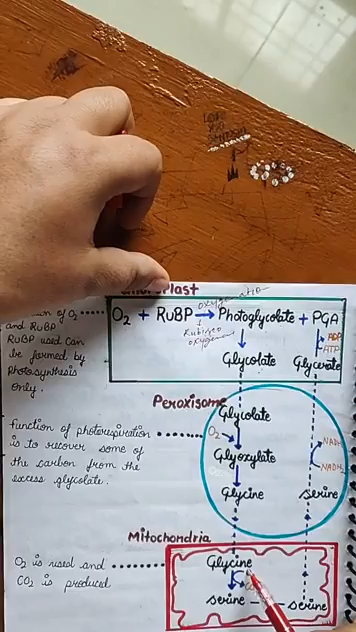 oxygenation
O₂ + RuBP → Photoglycolate + PGA
Rubisco
oxygenase
of O₂
and RuBP
RuBP used can
be formed by
Photosynthesis
only.
ADP
ATP
Glycolate
Glycerate
Peroxisome
Glycolate
O₂
function of photorespiration
is to recover some of
the carbon from the
excess glycolate.
Glyoxylate
NAD
NADH
Glycine
serine
Mitochondria
O₂ is used and
CO₂ is produced
Glycine
serine
serine